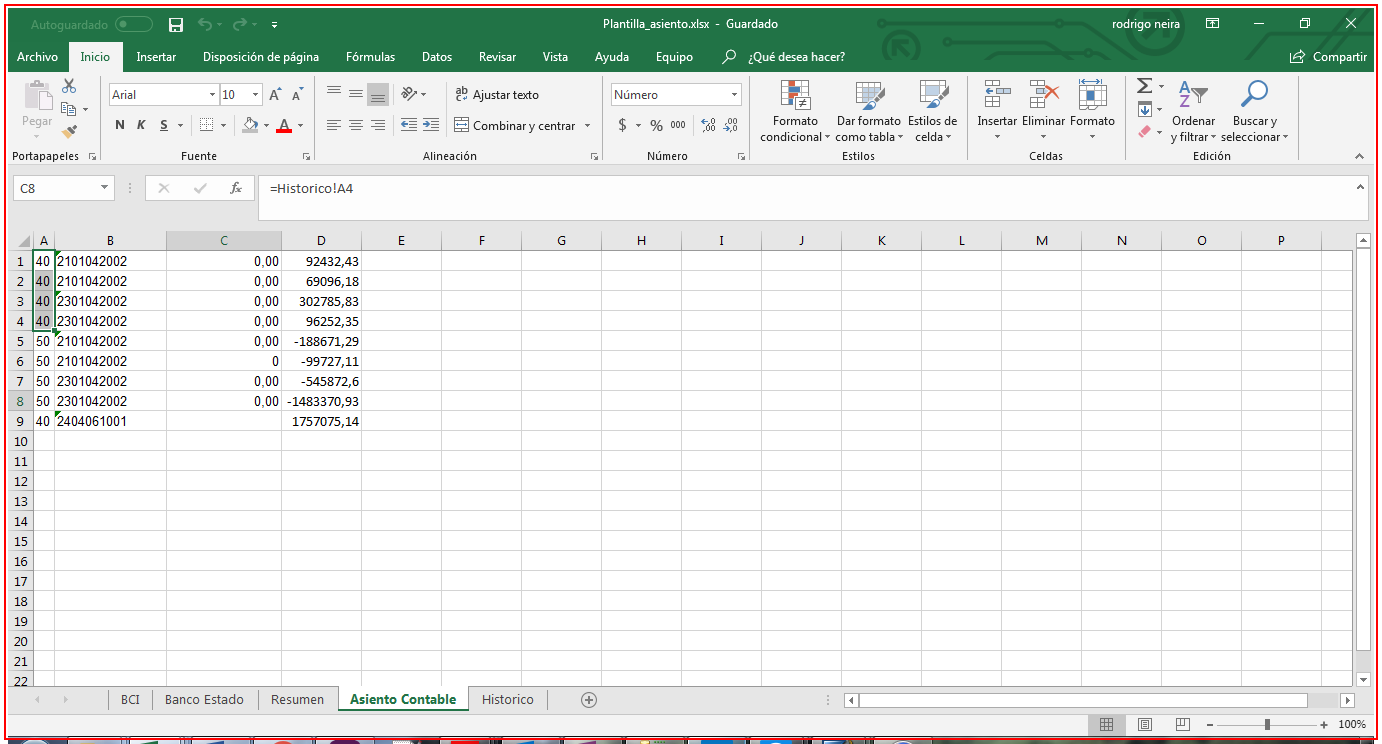 Autoguardado Plantilla_asiento.xlsx - Guardado rodrigo neira
Archivo Inicio Insertar Disposición de página Fórmulas Datos Revisar Vista Ayuda Equipo ¿Qué desea hacer? Compartir
Pegar
Arial 10
N K S
Ajustar texto
Combinar y centrar
Número
$ % 000
Formato condicional
Dar formato como tabla
Estilos de celda
Insertar Eliminar Formato
Ordenar y filtrar
Buscar y seleccionar
Portapapeles Fuente Alineación Número Estilos Celdas Edición
C8 fx =Historico!A4
A B C D E F G H I J K L M N O P
1 40 2101042002 0,00 92432,43
2 40 2101042002 0,00 69096,18
3 40 2301042002 0,00 302785,83
4 40 2301042002 0,00 96252,35
5 50 2101042002 0,00 -188671,29
6 50 2101042002 0 -99727,11
7 50 2301042002 0,00 -545872,6
8 50 2301042002 0,00 -1483370,93
9 40 2404061001 1757075,14
10
11
12
13
14
15
16
17
18
19
20
21
22
BCI Banco Estado Resumen Asiento Contable Historico
100%